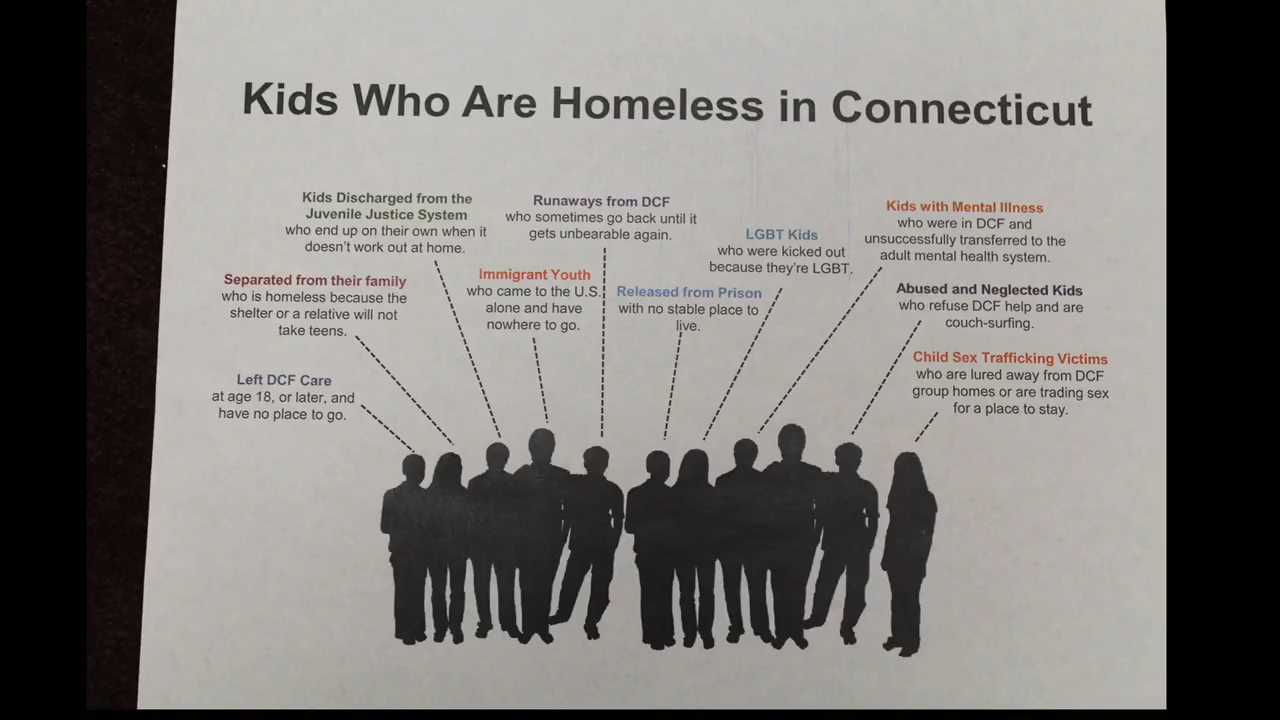 Kids Who Are Homeless in Connecticut
Kids Discharged from the
Juvenile Justice System
who end up on their own when it
doesn't work out at home.
Runaways from DCF
who sometimes go back until it
gets unbearable again.
LGBT Kids
who were kicked out
because they're LGBT.
Kids with Mental Illness
who were in DCF and
unsuccessfully transferred to the
adult mental health system.
Separated from their family
who is homeless because the
shelter or a relative will not
take teens.
Immigrant Youth
who came to the U.S.
alone and have
nowhere to go.
Released from Prison
with no stable place to
live.
Abused and Neglected Kids
who refuse DCF help and are
couch-surfing.
Left DCF Care
at age 18, or later, and
have no place to go.
Child Sex Trafficking Victims
who are lured away from DCF
group homes or are trading sex
for a place to stay.